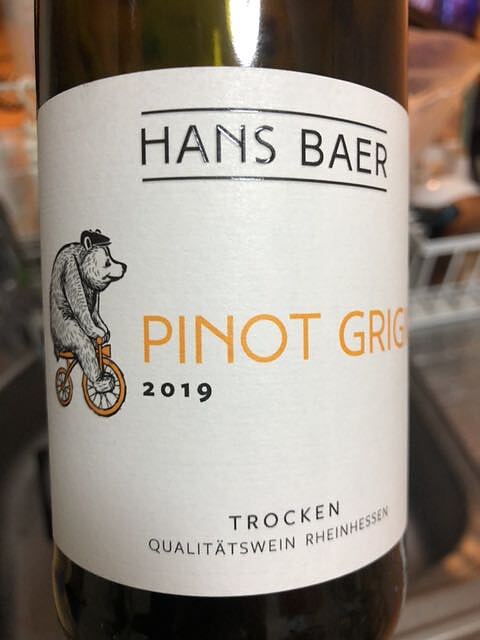 HANS BAER
PINOT GRIG
2019
TROCKEN
QUALITÄTSWEIN RHEINHESSEN